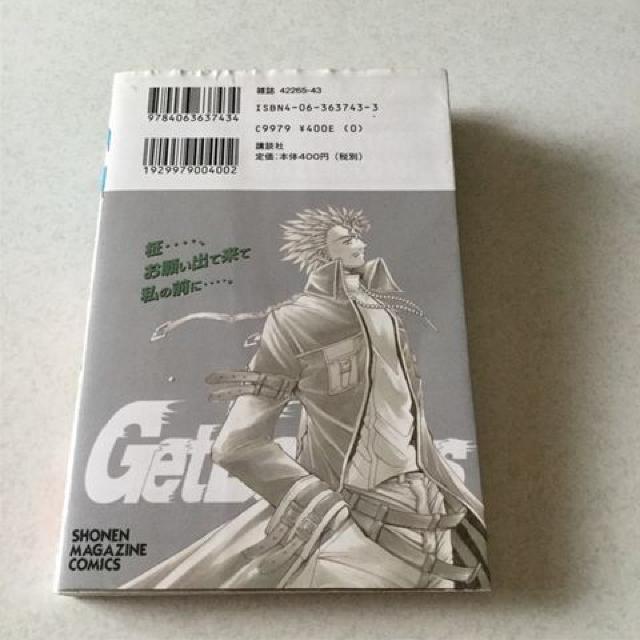 雑誌 42265-43
9784063637434
ISBN4-06-363743-3
C9979 ¥400E (0)
1929979004002
講談社
定価:本体400円(税別)
お願い出て来て
私の前に・・・・。
Get
s
SHONEN
MAGAZINE
COMICS